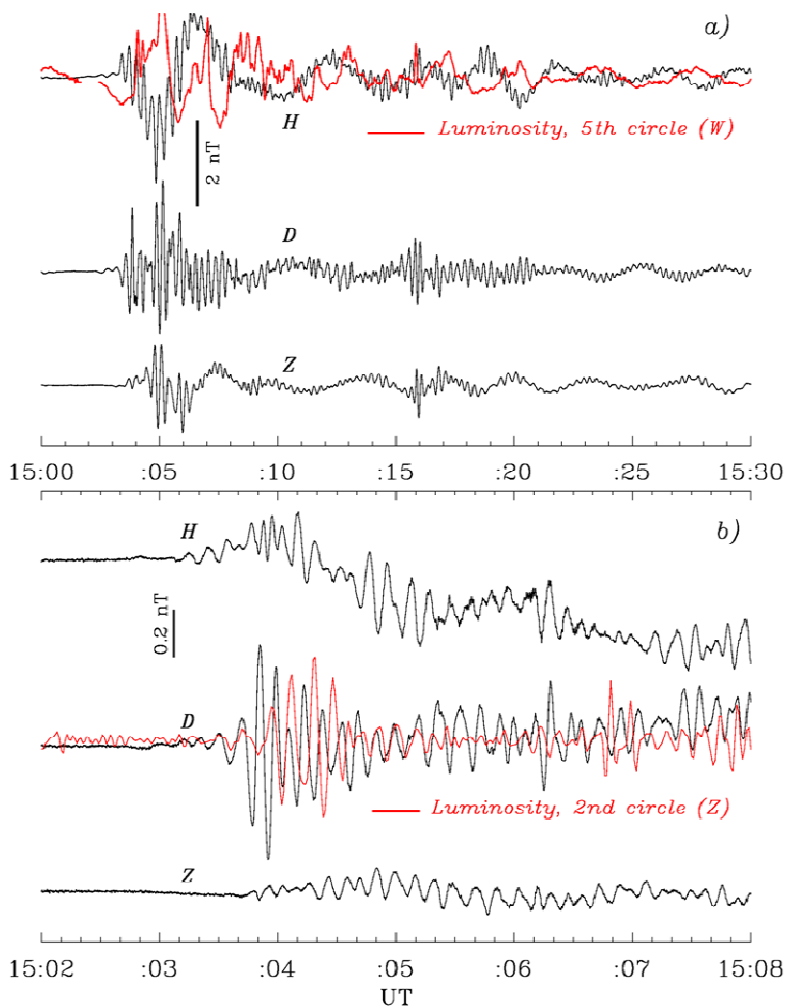 a)
H
Luminosity, 5th circle (W)
2 nT
D
Z
15:00 :05 :10 :15 :20 :25 15:30
H
b)
0.2 nT
D
Luminosity, 2nd circle (Z)
Z
15:02 :03 :04 :05 :06 :07 15:08
UT